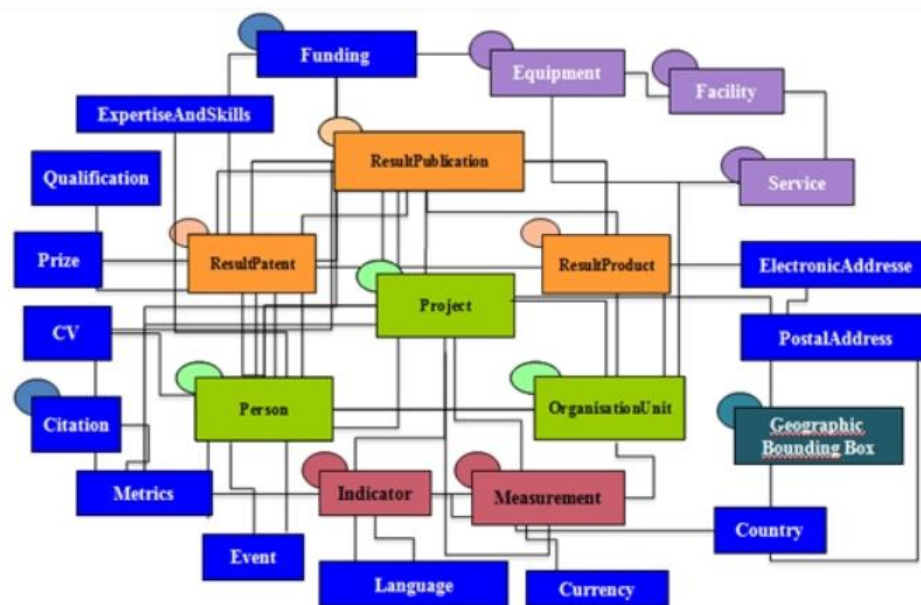 Funding
Equipment
Facility
ExpertiseAndSkills
ResultPublication
Qualification
Service
Prize
ResultPatent
ResultProduct
ElectronicAddresse
Project
CV
PostalAddress
Person
OrganisationUnit
Citation
Geographic
Bounding Box
Metrics
Indicator
Measurement
Country
Event
Language
Currency